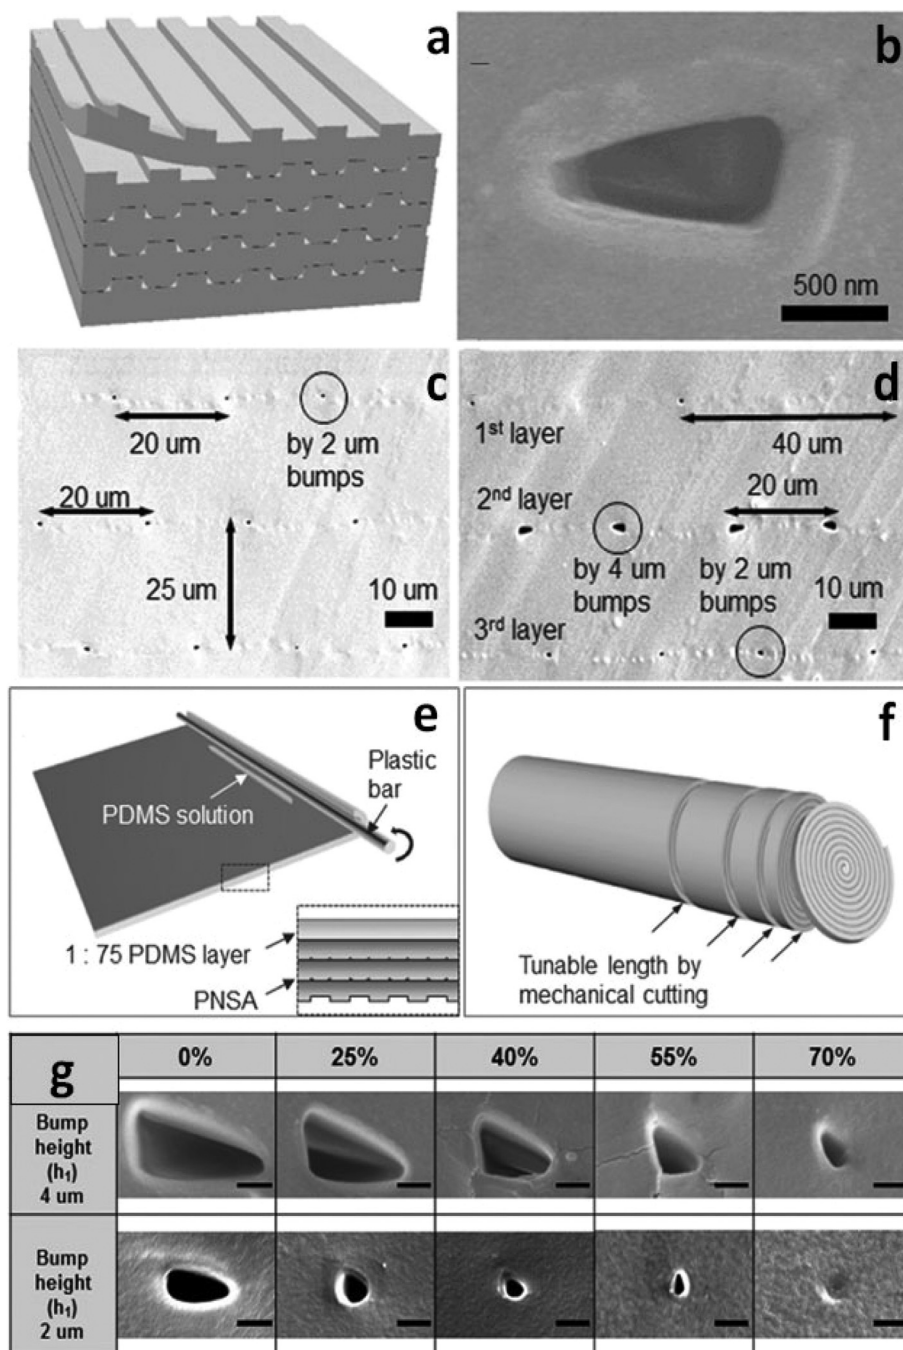 a
b
500 nm
c
20 um
by 2 um
bumps
20 um
25 um
10 um
d
1st layer
40 um
2nd layer
20 um
by 4 um
bumps
by 2 um
bumps
10 um
3rd layer
e
Plastic
bar
PDMS solution
1 : 75 PDMS layer
PNSA
f
Tunable length by
mechanical cutting
g
0%
25%
40%
55%
70%
Bump
height
(h1)
4 um
Bump
height
(h1)
2 um